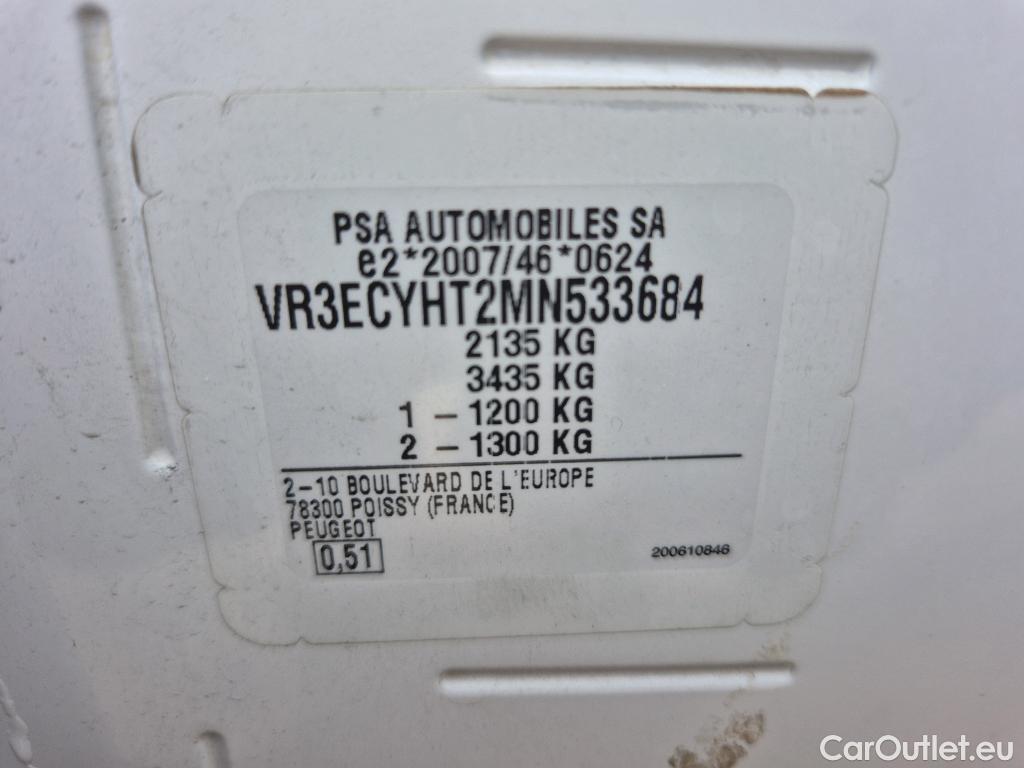 PSA AUTOMOBILES SA
e2*2007/46*0624
VR3ECYHT2MN533684
2135 KG
3435 KG
1 - 1200 KG
2 - 1300 KG
2-10 BOULEVARD DE L'EUROPE
78300 POISSY (FRANCE)
PEUGEOT
0,51
200610846
CarOutlet.eu